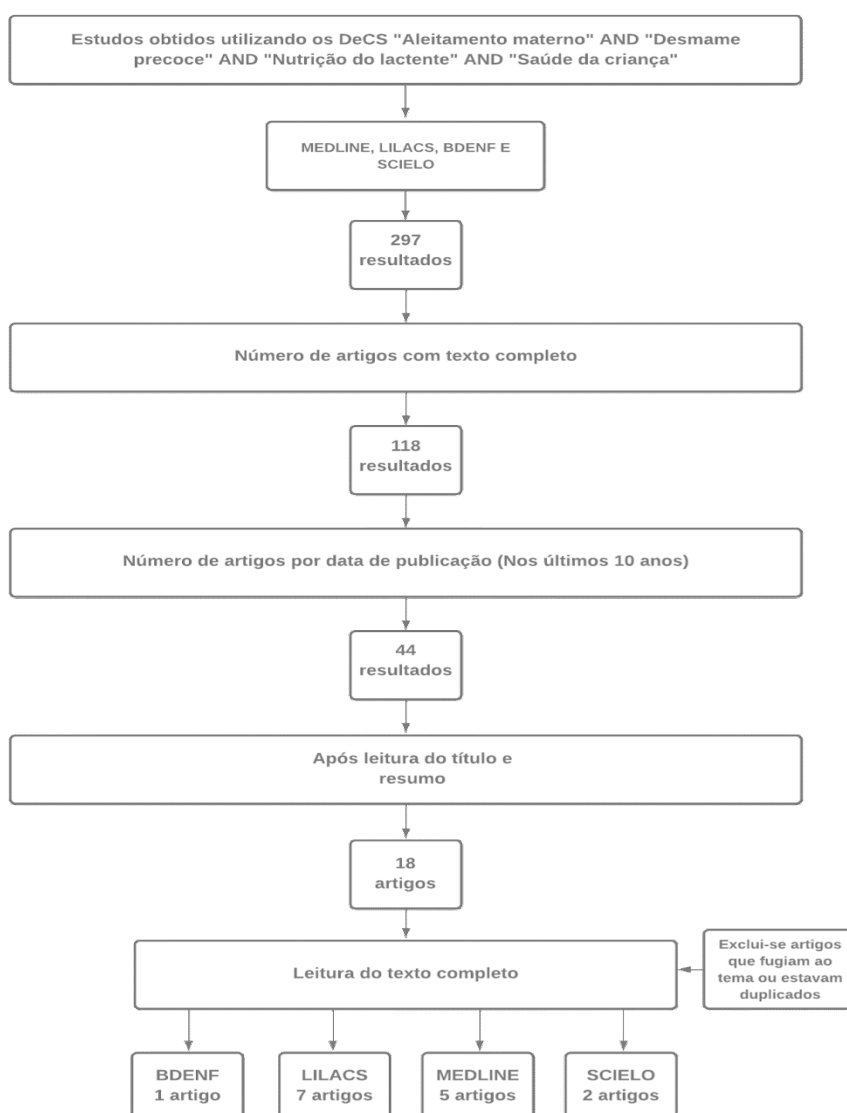 Estudos obtidos utilizando os DeCS "Aleitamento materno" AND "Desmame
precoce" AND "Nutrição do lactente" AND "Saúde da criança"
MEDLINE, LILACS, BDENF E
SCIELO
297
resultados
Número de artigos com texto completo
118
resultados
Número de artigos por data de publicação (Nos últimos 10 anos)
44
resultados
Após leitura do título e
resumo
18
artigos
Leitura do texto completo
Exclui-se artigos
que fugiam ao
tema ou estavam
duplicados
BDENF
1 artigo
LILACS
7 artigos
MEDLINE
5 artigos
SCIELO
2 artigos